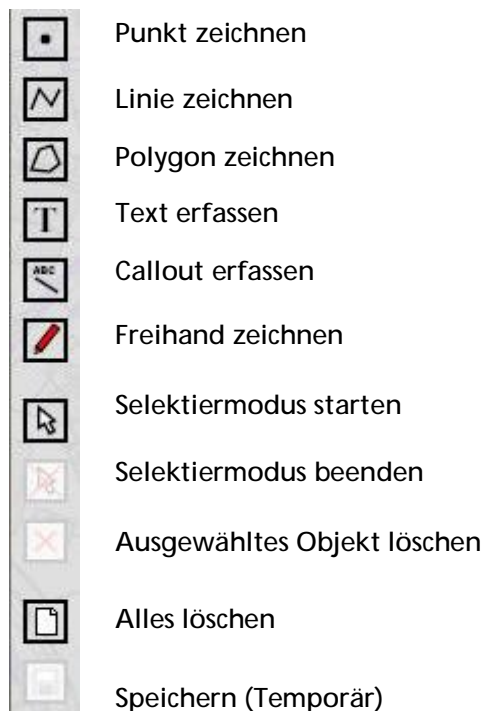 Punkt zeichnen
Linie zeichnen
Polygon zeichnen
T Text erfassen
ABC Callout erfassen
Freihand zeichnen
Selektiermodus starten
Selektiermodus beenden
Ausgewähltes Objekt löschen
Alles löschen
Speichern (Temporär)